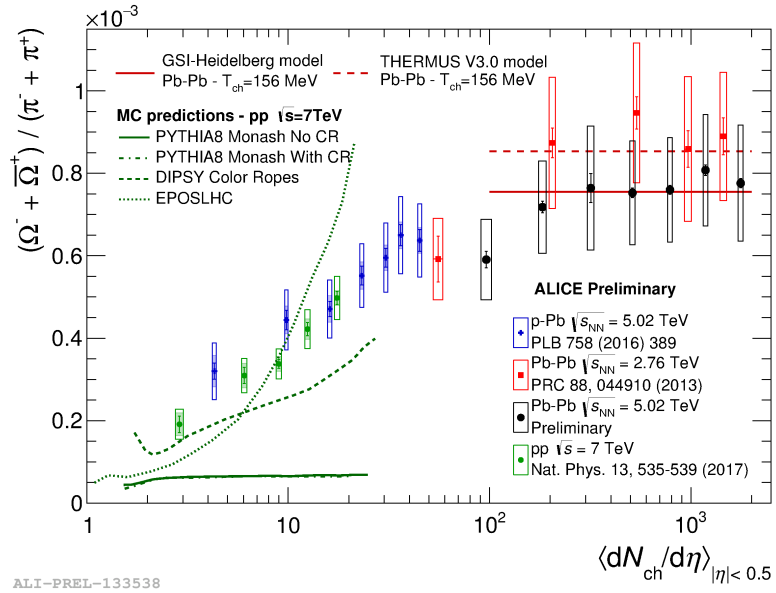 ×10⁻³
(Ω⁻ + Ω̅⁺) / (π⁻ + π⁺)
GSI-Heidelberg model
Pb-Pb - T_ch=156 MeV
THERMUS V3.0 model
Pb-Pb - T_ch=156 MeV
MC predictions - pp √s=7TeV
PYTHIA8 Monash No CR
PYTHIA8 Monash With CR
DIPSY Color Ropes
EPOSLHC
1
0.8
0.6
0.4
0.2
0
ALICE Preliminary
p-Pb √s_NN = 5.02 TeV
PLB 758 (2016) 389
Pb-Pb √s_NN = 2.76 TeV
PRC 88, 044910 (2013)
Pb-Pb √s_NN = 5.02 TeV
Preliminary
pp √s = 7 TeV
Nat. Phys. 13, 535-539 (2017)
1 10 10² 10³
⟨dN_ch/dη⟩_|η|< 0.5
ALI-PREL-133538